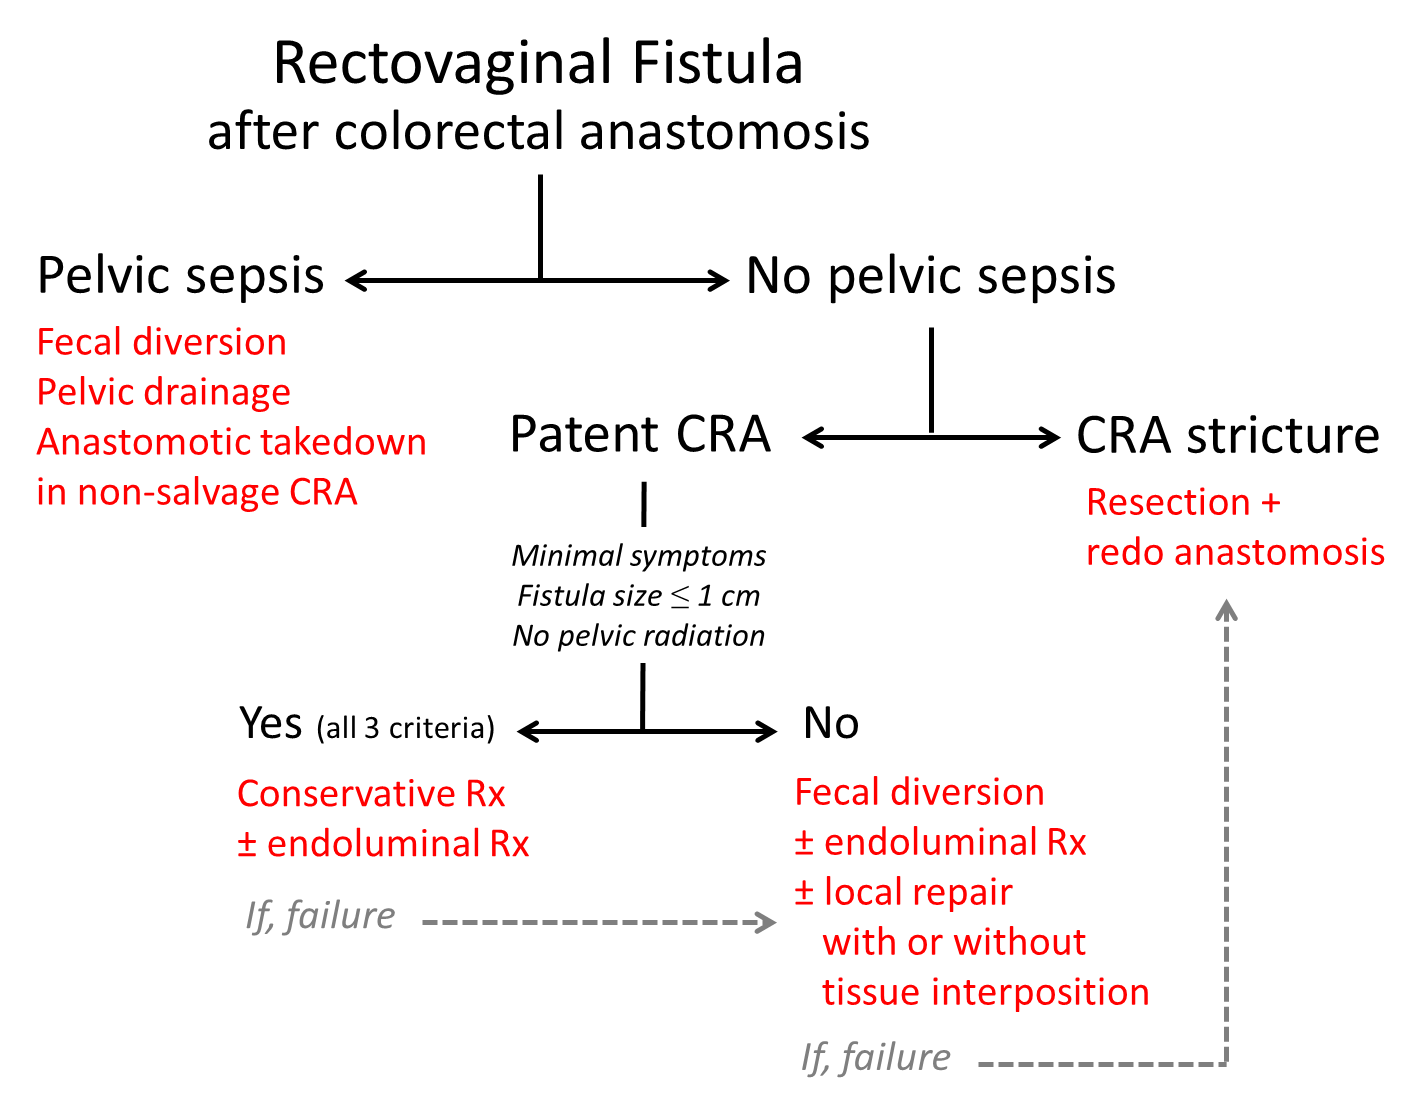 Rectovaginal Fistula
after colorectal anastomosis
Pelvic sepsis
Fecal diversion
Pelvic drainage
Anastomotic takedown
in non-salvage CRA
No pelvic sepsis
Patent CRA
CRA stricture
Resection +
redo anastomosis
Minimal symptoms
Fistula size ≤ 1 cm
No pelvic radiation
Yes (all 3 criteria)
Conservative Rx
± endoluminal Rx
If, failure
No
Fecal diversion
± endoluminal Rx
± local repair
with or without
tissue interposition
If, failure